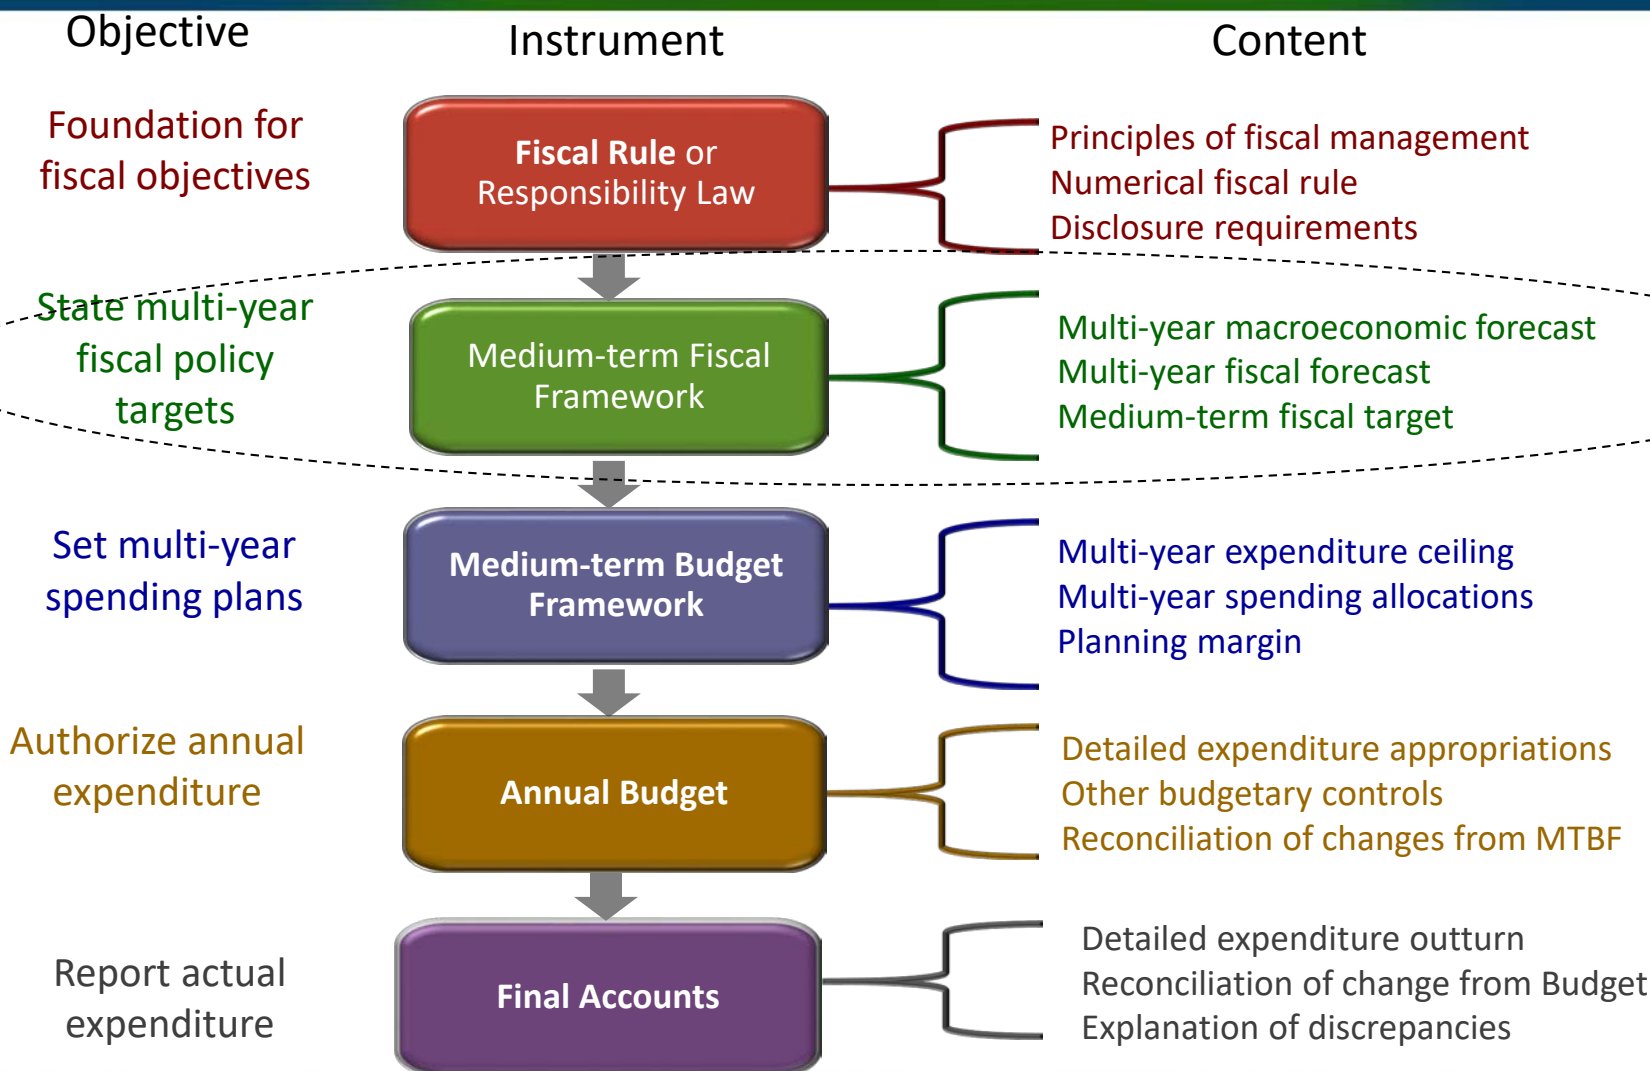 Objective
Instrument
Content
Foundation for
fiscal objectives
Fiscal Rule or
Responsibility Law
Principles of fiscal management
Numerical fiscal rule
Disclosure requirements
State multi-year
fiscal policy
targets
Medium-term Fiscal
Framework
Multi-year macroeconomic forecast
Multi-year fiscal forecast
Medium-term fiscal target
Set multi-year
spending plans
Medium-term Budget
Framework
Multi-year expenditure ceiling
Multi-year spending allocations
Planning margin
Authorize annual
expenditure
Annual Budget
Detailed expenditure appropriations
Other budgetary controls
Reconciliation of changes from MTBF
Report actual
expenditure
Final Accounts
Detailed expenditure outturn
Reconciliation of change from Budget
Explanation of discrepancies